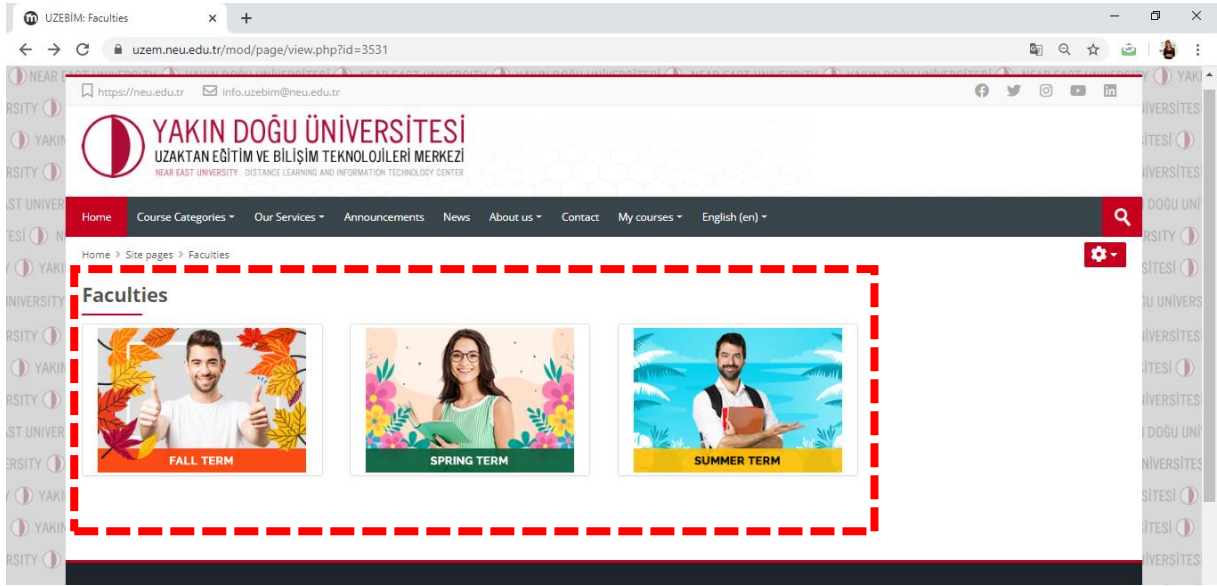 UZEBİM: Faculties
uzem.neu.edu.tr/mod/page/view.php?id=3531
https://neu.edu.tr info.uzebim@neu.edu.tr
YAKIN DOĞU ÜNİVERSİTESİ
UZAKTAN EĞİTİM VE BİLİŞİM TEKNOLOJİLERİ MERKEZİ
NEAR EAST UNIVERSITY DISTANCE LEARNING AND INFORMATION TECHNOLOGY CENTER
Home Course Categories Our Services Announcements News About us Contact My courses English (en)
Home > Site pages > Faculties
Faculties
FALL TERM SPRING TERM SUMMER TERM